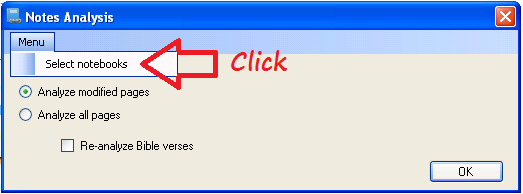 Notes Analysis
Menu
Select notebooks
Click
Analyze modified pages
Analyze all pages
Re-analyze Bible verses
OK